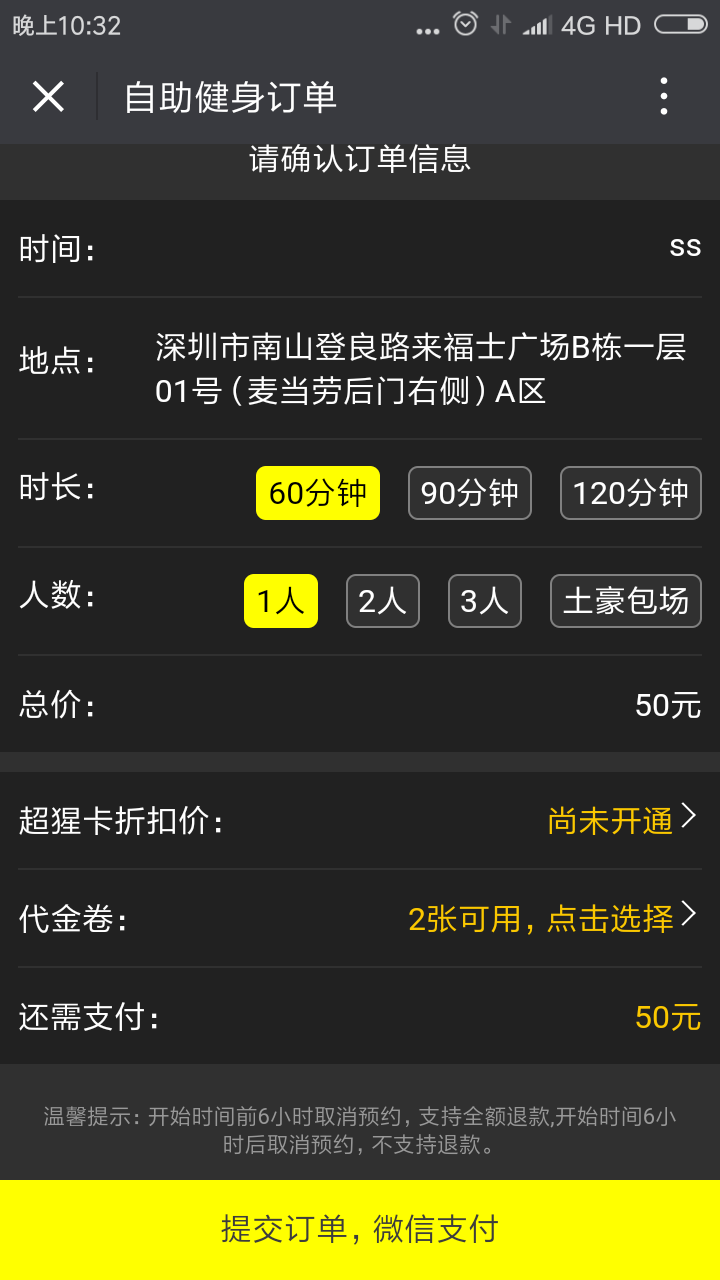 晚上10:32
... 4G HD
自助健身订单
请确认订单信息
时间： ss
地点： 深圳市南山登良路来福士广场B栋一层
01号（麦当劳后门右侧）A区
时长： 60分钟 90分钟 120分钟
人数： 1人 2人 3人 土豪包场
总价： 50元
超猩卡折扣价： 尚未开通
代金卷： 2张可用，点击选择
还需支付： 50元
温馨提示：开始时间前6小时取消预约，支持全额退款,开始时间6小
时后取消预约，不支持退款。
提交订单，微信支付